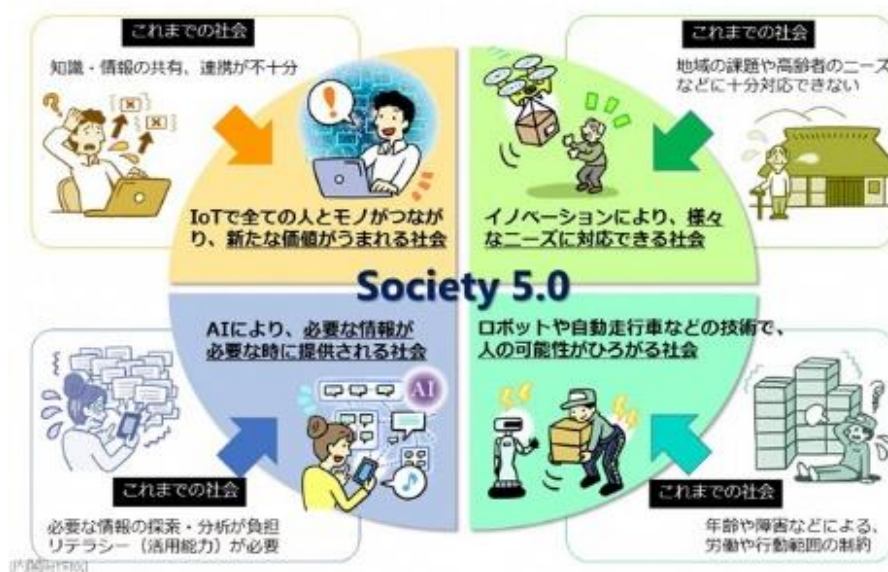 これまでの社会
知識・情報の共有、連携が不十分
IoTで全ての人とモノがつなが
り、新たな価値がうまれる社会
これまでの社会
地域の課題や高齢者のニーズ
などに十分対応できない
イノベーションにより、様々
なニーズに対応できる社会
Society 5.0
AIにより、必要な情報が
必要な時に提供される社会
AI
これまでの社会
必要な情報の探索・分析が負担
リテラシー（活用能力）が必要
ロボットや自動走行車などの技術で、
人の可能性がひろがる社会
これまでの社会
年齢や障害などによる、
労働や行動範囲の制約